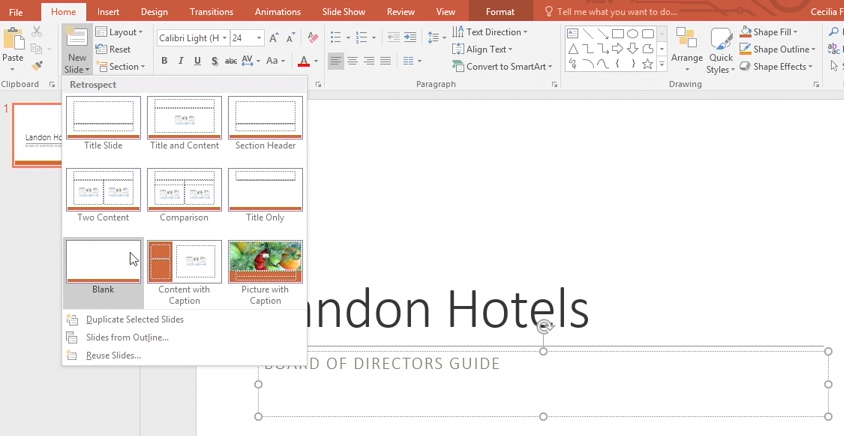 File Home Insert Design Transitions Animations Slide Show Review View Format Tell me what you want to do... Cecilia F
Paste
New
Slide
Layout
Reset
Section
Calibri Light (H 24
B I U S abc AV Aa A
Text Direction
Align Text
Convert to SmartArt
Arrange
Quick
Styles
Shape Fill
Shape Outline
Shape Effects
Clipboard
Paragraph
Drawing
Retrospect
Title Slide Title and Content Section Header
Two Content Comparison Title Only
Blank Content with Caption Picture with Caption
Duplicate Selected Slides
Slides from Outline...
Reuse Slides...
1
Landon Ho
andon Hotels
BOARD OF DIRECTORS GUIDE